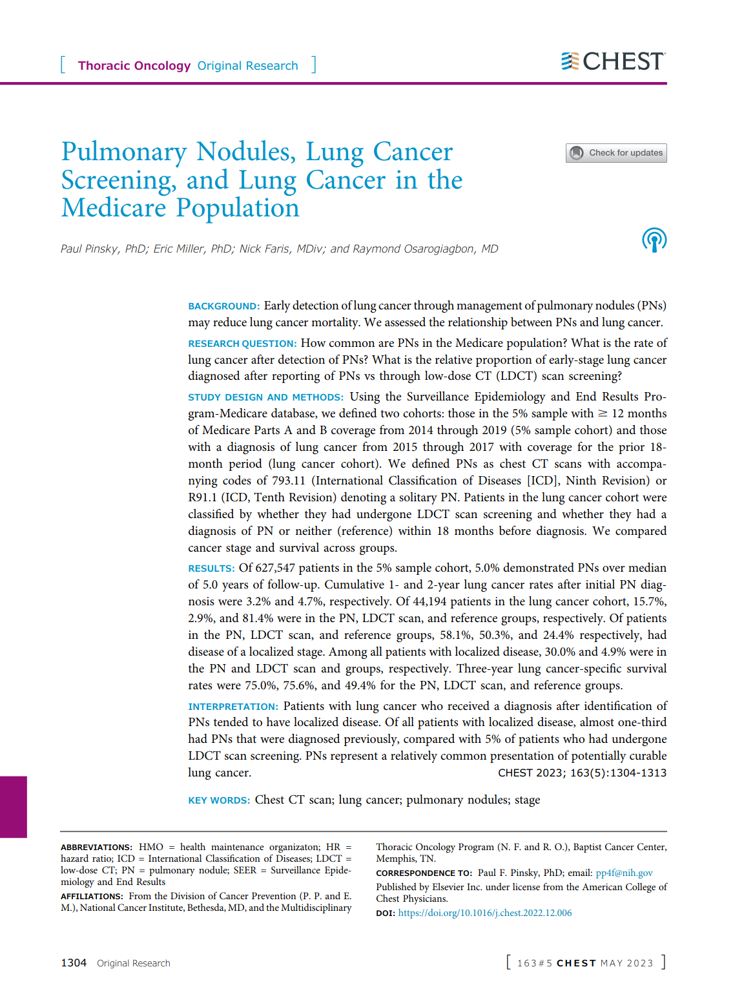 [ Thoracic Oncology Original Research ]
CHEST
Pulmonary Nodules, Lung Cancer
Screening, and Lung Cancer in the
Medicare Population
Check for updates
Paul Pinsky, PhD; Eric Miller, PhD; Nick Faris, MDiv; and Raymond Osarogiagbon, MD
BACKGROUND: Early detection of lung cancer through management of pulmonary nodules (PNs)
may reduce lung cancer mortality. We assessed the relationship between PNs and lung cancer.
RESEARCH QUESTION: How common are PNs in the Medicare population? What is the rate of
lung cancer after detection of PNs? What is the relative proportion of early-stage lung cancer
diagnosed after reporting of PNs vs through low-dose CT (LDCT) scan screening?
STUDY DESIGN AND METHODS: Using the Surveillance Epidemiology and End Results Pro-
gram-Medicare database, we defined two cohorts: those in the 5% sample with ≥ 12 months
of Medicare Parts A and B coverage from 2014 through 2019 (5% sample cohort) and those
with a diagnosis of lung cancer from 2015 through 2017 with coverage for the prior 18-
month period (lung cancer cohort). We defined PNs as chest CT scans with accompa-
nying codes of 793.11 (International Classification of Diseases [ICD], Ninth Revision) or
R91.1 (ICD, Tenth Revision) denoting a solitary PN. Patients in the lung cancer cohort were
classified by whether they had undergone LDCT scan screening and whether they had a
diagnosis of PN or neither (reference) within 18 months before diagnosis. We compared
cancer stage and survival across groups.
RESULTS: Of 627,547 patients in the 5% sample cohort, 5.0% demonstrated PNs over median
of 5.0 years of follow-up. Cumulative 1- and 2-year lung cancer rates after initial PN diag-
nosis were 3.2% and 4.7%, respectively. Of 44,194 patients in the lung cancer cohort, 15.7%,
2.9%, and 81.4% were in the PN, LDCT scan, and reference groups, respectively. Of patients
in the PN, LDCT scan, and reference groups, 58.1%, 50.3%, and 24.4% respectively, had
disease of a localized stage. Among all patients with localized disease, 30.0% and 4.9% were in
the PN and LDCT scan and groups, respectively. Three-year lung cancer-specific survival
rates were 75.0%, 75.6%, and 49.4% for the PN, LDCT scan, and reference groups.
INTERPRETATION: Patients with lung cancer who received a diagnosis after identification of
PNs tended to have localized disease. Of all patients with localized disease, almost one-third
had PNs that were diagnosed previously, compared with 5% of patients who had undergone
LDCT scan screening. PNs represent a relatively common presentation of potentially curable
lung cancer. CHEST 2023; 163(5):1304-1313
KEY WORDS: Chest CT scan; lung cancer; pulmonary nodules; stage
ABBREVIATIONS: HMO = health maintenance organizaton; HR =
hazard ratio; ICD = International Classification of Diseases; LDCT =
low-dose CT; PN = pulmonary nodule; SEER = Surveillance Epide-
miology and End Results
AFFILIATIONS: From the Division of Cancer Prevention (P. P. and E.
M.), National Cancer Institute, Bethesda, MD, and the Multidisciplinary
Thoracic Oncology Program (N. F. and R. O.), Baptist Cancer Center,
Memphis, TN.
CORRESPONDENCE TO: Paul F. Pinsky, PhD; email: pp4f@nih.gov
Published by Elsevier Inc. under license from the American College of
Chest Physicians.
DOI: https://doi.org/10.1016/j.chest.2022.12.006
1304 Original Research
[ 163#5 CHEST MAY 2023 ]